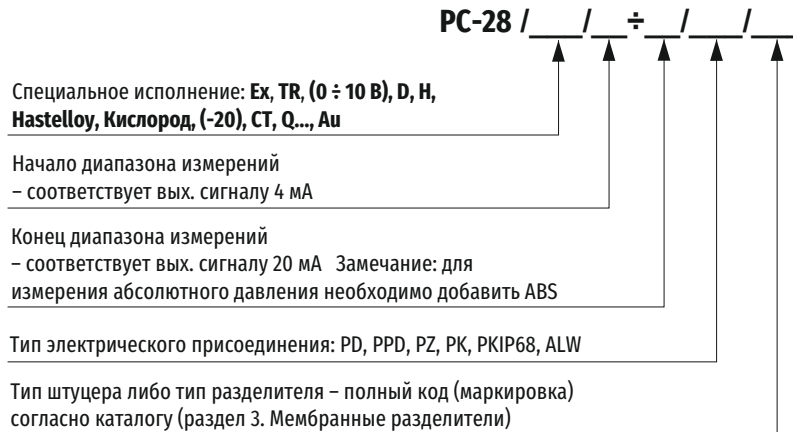 PC-28 /____/___÷___/____/____
Специальное исполнение: Ex, TR, (0 ÷ 10 В), D, H,
Hastelloy, Кислород, (-20), CT, Q..., Au
Начало диапазона измерений
– соответствует вых. сигналу 4 мА
Конец диапазона измерений
– соответствует вых. сигналу 20 мА Замечание: для
измерения абсолютного давления необходимо добавить ABS
Тип электрического присоединения: PD, PPD, PZ, PK, PKIP68, ALW
Тип штуцера либо тип разделителя – полный код (маркировка)
согласно каталогу (раздел 3. Мембранные разделители)